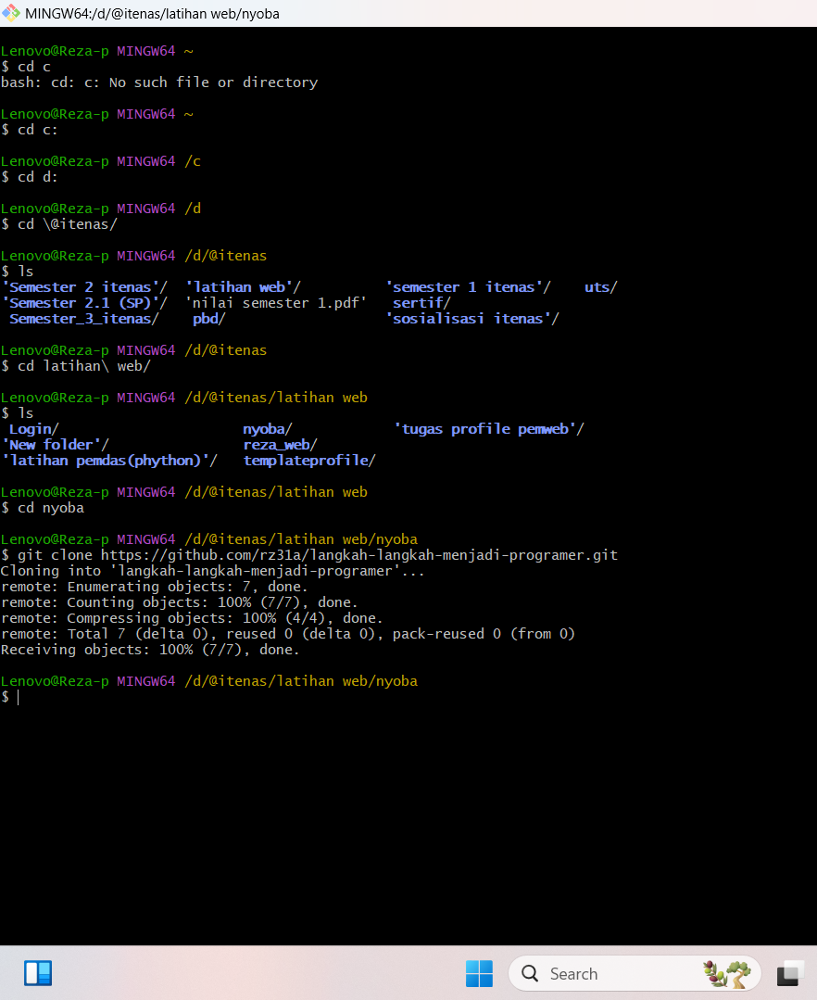 MINGW64:/d/@itenas/latihan web/nyoba
Lenovo@Reza-p MINGW64 ~
$ cd c
bash: cd: c: No such file or directory
Lenovo@Reza-p MINGW64 ~
$ cd c:
Lenovo@Reza-p MINGW64 /c
$ cd d:
Lenovo@Reza-p MINGW64 /d
$ cd \@itenas/
Lenovo@Reza-p MINGW64 /d/@itenas
$ ls
'Semester 2 itenas'/  'latihan web'/          'semester 1 itenas'/    uts/
'Semester 2.1 (SP)'/  'nilai semester 1.pdf'   sertif/
 Semester_3_itenas/    pbd/                   'sosialisasi itenas'/
Lenovo@Reza-p MINGW64 /d/@itenas
$ cd latihan\ web/
Lenovo@Reza-p MINGW64 /d/@itenas/latihan web
$ ls
 Login/                      nyoba/            'tugas profile pemweb'/
'New folder'/                reza_web/
'latihan pemdas(phython)'/   templateprofile/
Lenovo@Reza-p MINGW64 /d/@itenas/latihan web
$ cd nyoba
Lenovo@Reza-p MINGW64 /d/@itenas/latihan web/nyoba
$ git clone https://github.com/rz31a/langkah-langkah-menjadi-programer.git
Cloning into 'langkah-langkah-menjadi-programer'...
remote: Enumerating objects: 7, done.
remote: Counting objects: 100% (7/7), done.
remote: Compressing objects: 100% (4/4), done.
remote: Total 7 (delta 0), reused 0 (delta 0), pack-reused 0 (from 0)
Receiving objects: 100% (7/7), done.
Lenovo@Reza-p MINGW64 /d/@itenas/latihan web/nyoba
$
Search